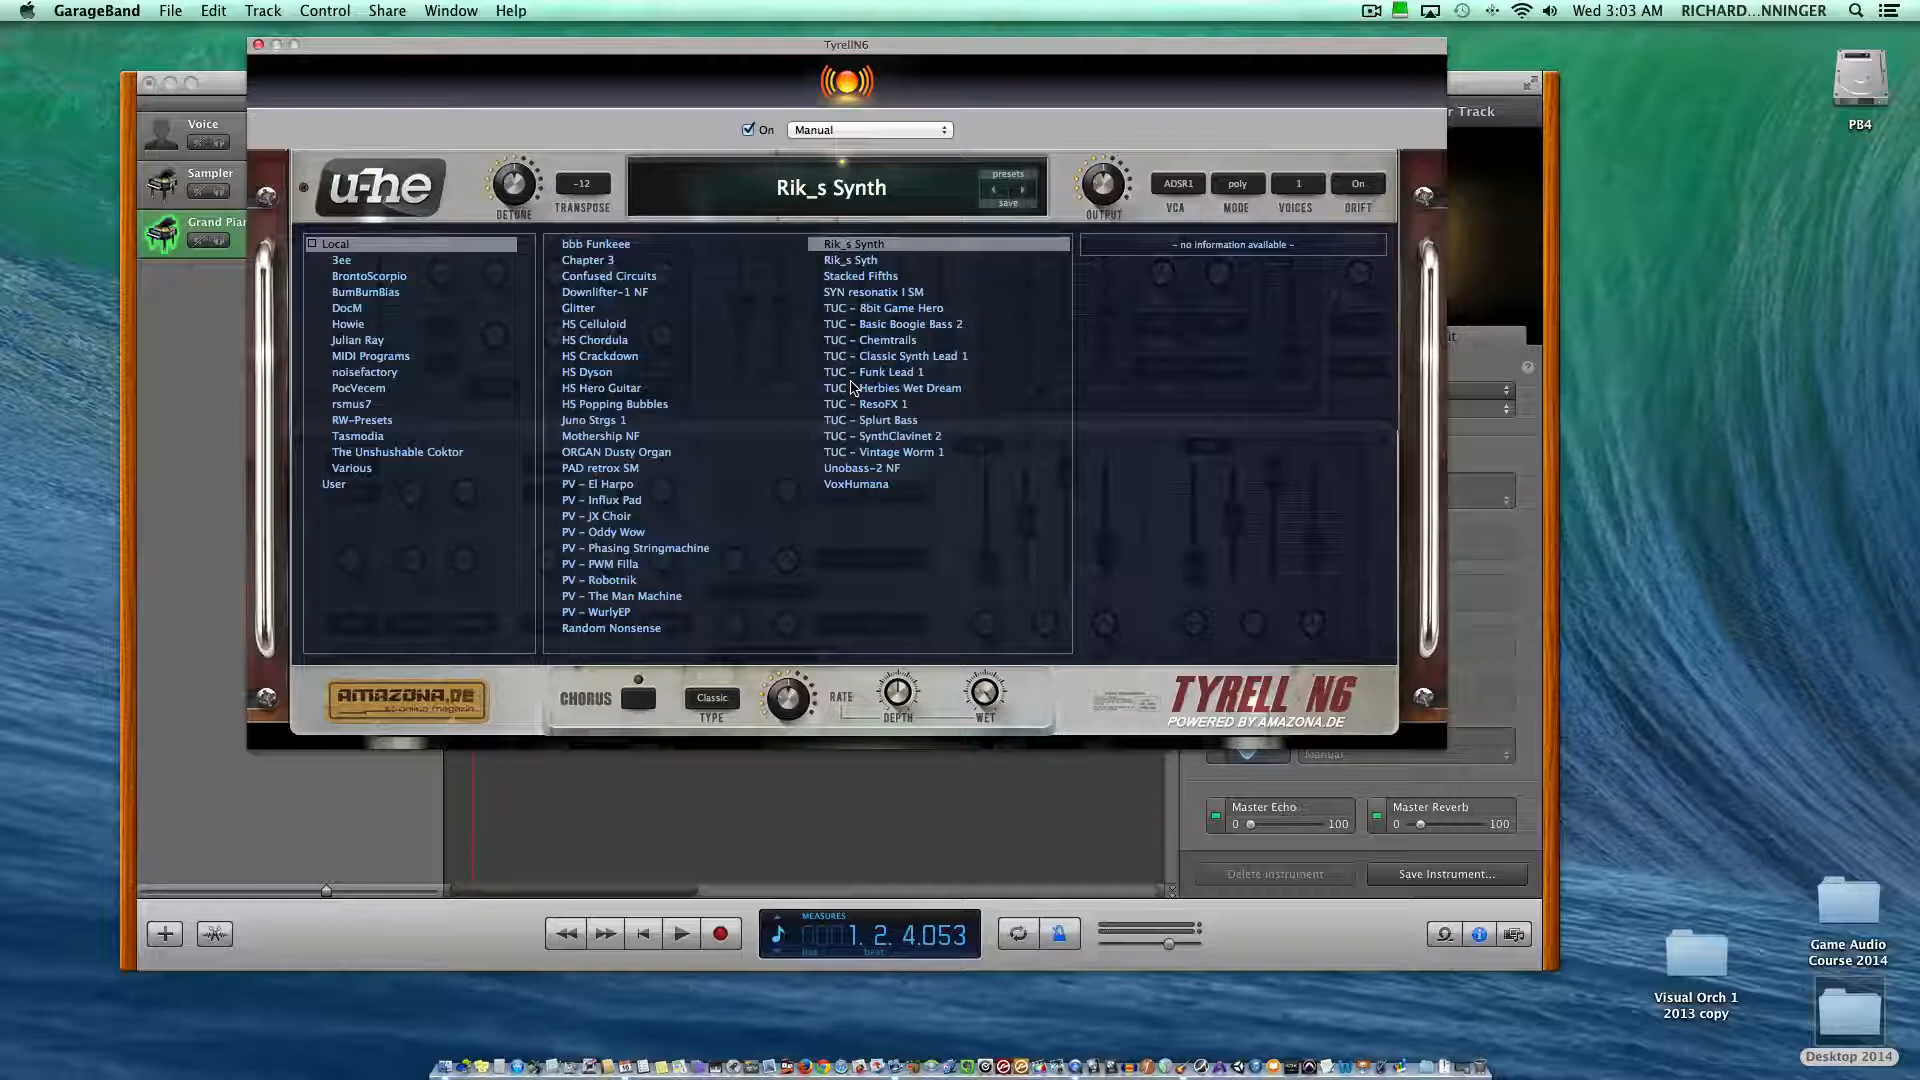 GarageBand File Edit Track Control Share Window Help
Wed 3:03 AM RICHARD...NNINGER
TyrellN6
PB4
r Track
On Manual
Voice
Sampler
Grand Pian
u-he
DETUNE
-12
TRANSPOSE
Rik_s Synth
presets
save
OUTPUT
ADSR1
VCA
poly
MODE
1
VOICES
On
DRIFT
Local
3ee
BrontoScorpio
BumBumBias
DocM
Howie
Julian Ray
MIDI Programs
noisefactory
PocVecem
rsmus7
RW-Presets
Tasmodia
The Unshushable Coktor
Various
User
bbb Funkeee
Chapter 3
Confused Circuits
Downlifter-1 NF
Glitter
HS Celluloid
HS Chordula
HS Crackdown
HS Dyson
HS Hero Guitar
HS Popping Bubbles
Juno Strgs 1
Mothership NF
ORGAN Dusty Organ
PAD retrox SM
PV - El Harpo
PV - Influx Pad
PV - JX Choir
PV - Oddy Wow
PV - Phasing Stringmachine
PV - PWM Filla
PV - Robotnik
PV - The Man Machine
PV - WurlyEP
Random Nonsense
Rik_s Synth
Rik_s Syth
Stacked Fifths
SYN resonatix I SM
TUC - 8bit Game Hero
TUC - Basic Boogie Bass 2
TUC - Chemtrails
TUC - Classic Synth Lead 1
TUC - Funk Lead 1
TUC - Herbies Wet Dream
TUC - ResoFX 1
TUC - Splurt Bass
TUC - SynthClavinet 2
TUC - Vintage Worm 1
Unobass-2 NF
VoxHumana
- no information available -
it
AMAZONA.DE
CHORUS
Classic
TYPE
RATE
DEPTH
WET
TYRELL N6
POWERED BY AMAZONA.DE
Manual
Master Echo
0 100
Master Reverb
0 100
Delete Instrument
Save Instrument...
MEASURES
1. 2. 4.053
bar beat
Game Audio
Course 2014
Visual Orch 1
2013 copy
Desktop 2014